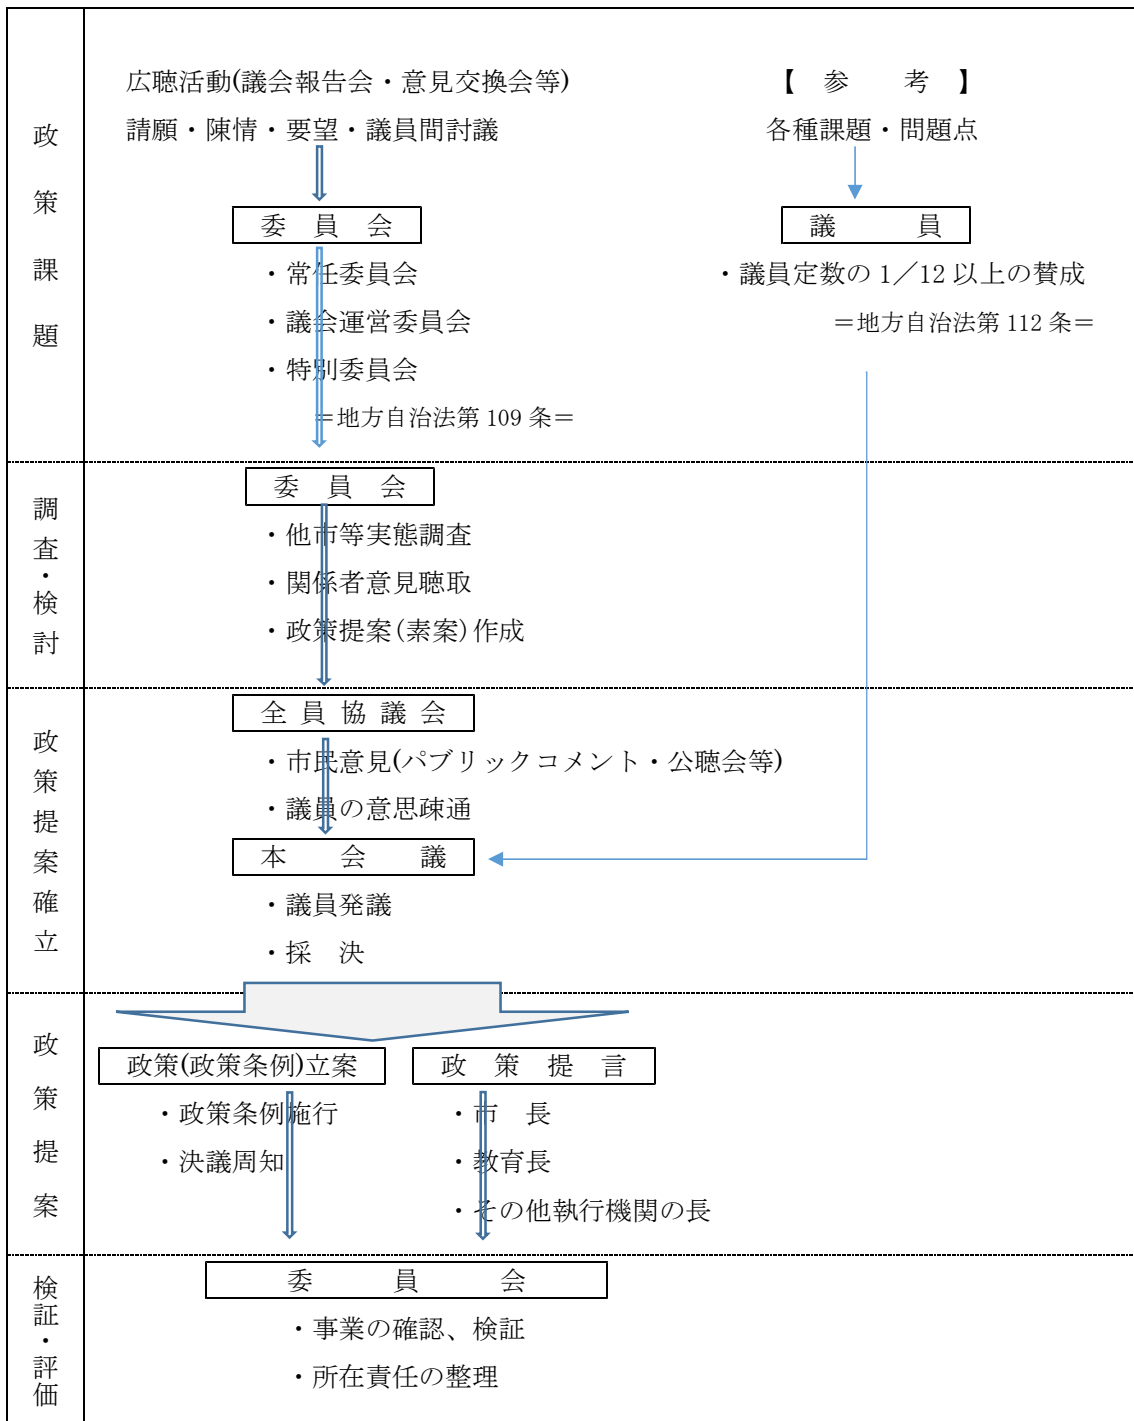 政策課題
広聴活動(議会報告会・意見交換会等)
請願・陳情・要望・議員間討議
委 員 会
・常任委員会
・議会運営委員会
・特別委員会
＝地方自治法第 109 条＝
【 参 考 】
各種課題・問題点
議 員
・議員定数の 1／12 以上の賛成
＝地方自治法第 112 条＝
調査・検討
委 員 会
・他市等実態調査
・関係者意見聴取
・政策提案(素案)作成
政策提案確立
全 員 協 議 会
・市民意見(パブリックコメント・公聴会等)
・議員の意思疎通
本 会 議
・議員発議
・採 決
政策提案
政策(政策条例)立案
・政策条例施行
・決議周知
政 策 提 言
・市 長
・教育長
・その他執行機関の長
検証・評価
委 員 会
・事業の確認、検証
・所在責任の整理